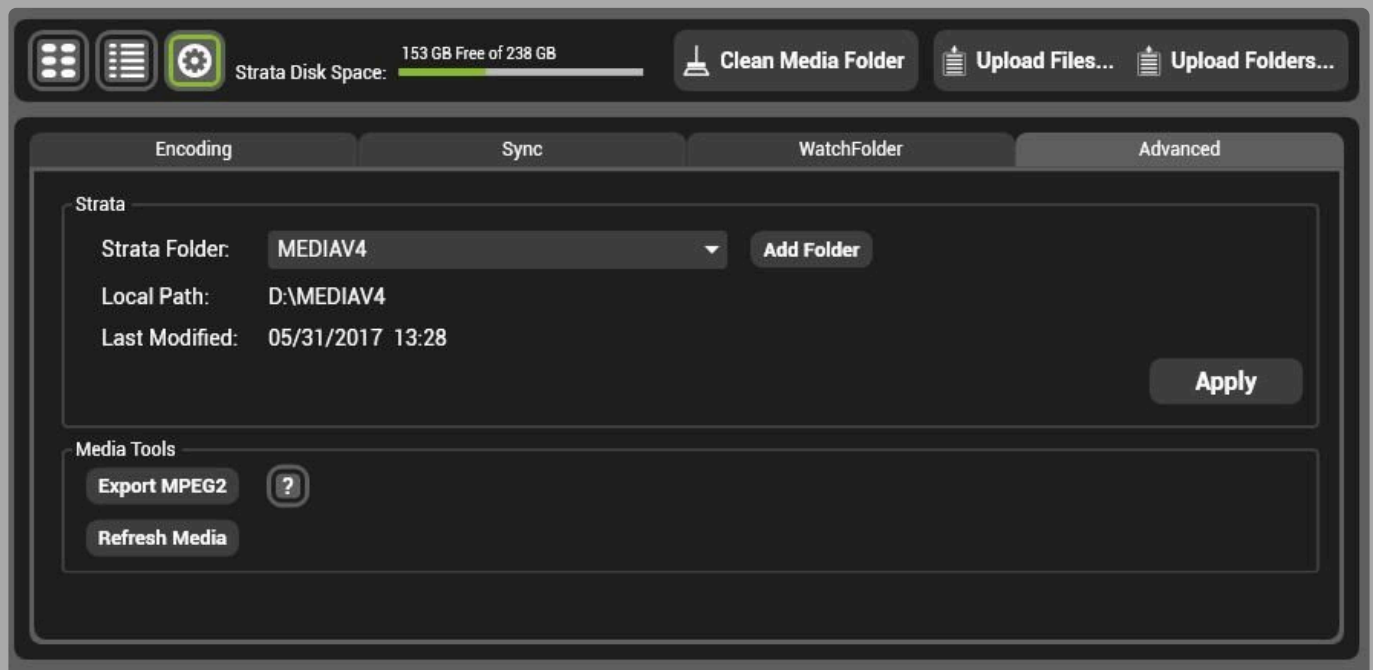 Strata Disk Space:
153 GB Free of 238 GB
Clean Media Folder
Upload Files...
Upload Folders...
Encoding
Sync
WatchFolder
Advanced
Strata
Strata Folder:
MEDIAV4
Add Folder
Local Path:
D:\MEDIAV4
Last Modified:
05/31/2017 13:28
Apply
Media Tools
Export MPEG2
?
Refresh Media